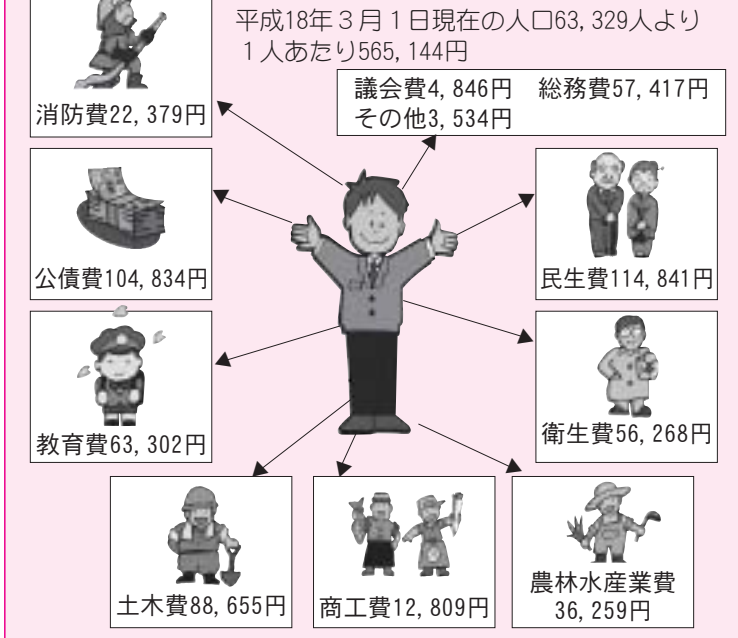 平成18年3月1日現在の人口63,329人より
1人あたり565,144円
議会費4,846円　総務費57,417円
その他3,534円
消防費22,379円
公債費104,834円
民生費114,841円
教育費63,302円
衛生費56,268円
土木費88,655円
商工費12,809円
農林水産業費
36,259円